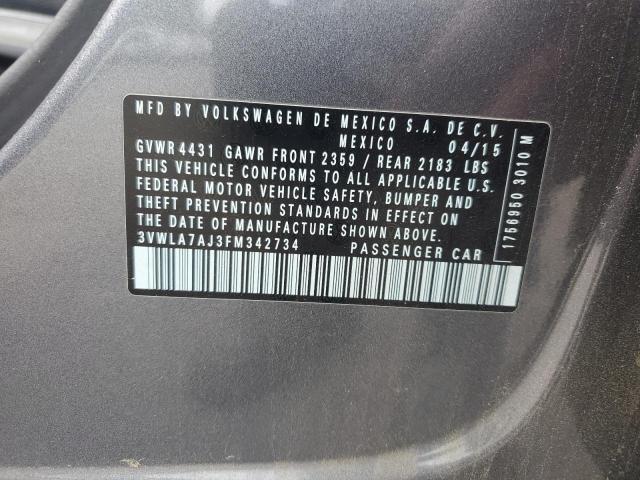 MFD BY VOLKSWAGEN DE MEXICO S.A. DE C.V.
MEXICO 04/15
GVWR 4431 GAWR FRONT 2359 / REAR 2183 LBS
THIS VEHICLE CONFORMS TO ALL APPLICABLE U.S.
FEDERAL MOTOR VEHICLE SAFETY, BUMPER AND
THEFT PREVENTION STANDARDS IN EFFECT ON
THE DATE OF MANUFACTURE SHOWN ABOVE.
3VWLA7AJ3FM342734 PASSENGER CAR
1756950 3010 M